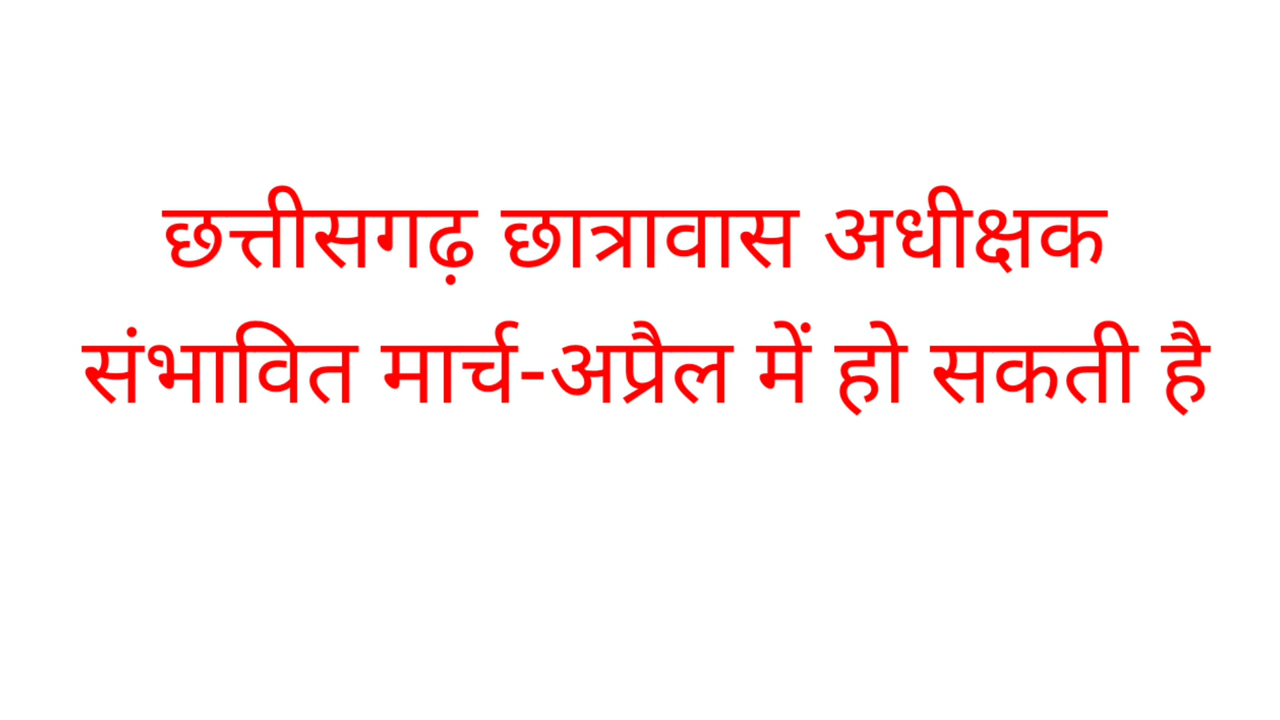 छत्तीसगढ़ छात्रावास अधीक्षक
संभावित मार्च-अप्रैल में हो सकती है